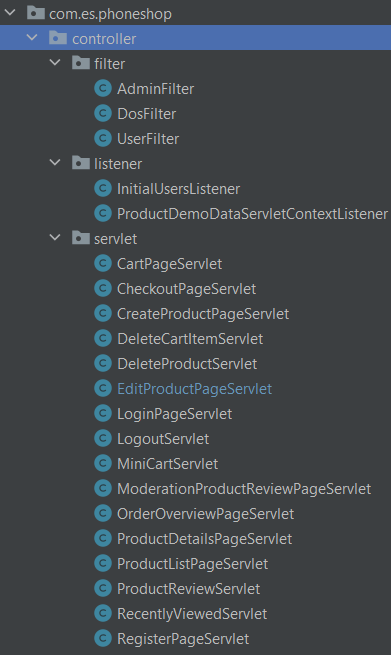 com.es.phoneshop
controller
filter
AdminFilter
DosFilter
UserFilter
listener
InitialUsersListener
ProductDemoDataServletContextListener
servlet
CartPageServlet
CheckoutPageServlet
CreateProductPageServlet
DeleteCartItemServlet
DeleteProductServlet
EditProductPageServlet
LoginPageServlet
LogoutServlet
MiniCartServlet
ModerationProductReviewPageServlet
OrderOverviewPageServlet
ProductDetailsPageServlet
ProductListPageServlet
ProductReviewServlet
RecentlyViewedServlet
RegisterPageServlet